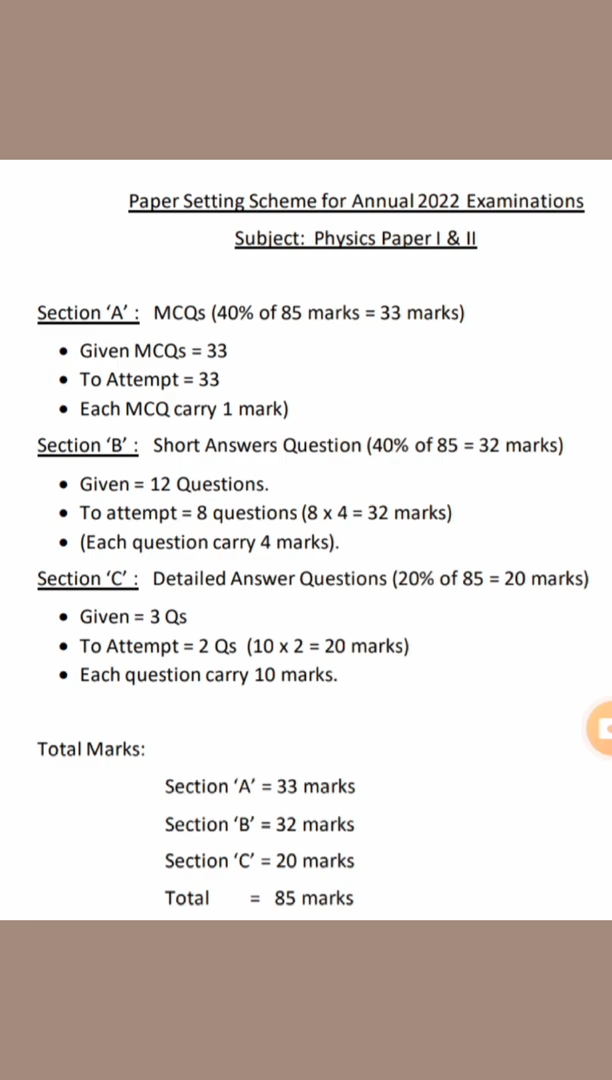 Paper Setting Scheme for Annual 2022 Examinations
Subject: Physics Paper I & II
Section ‘A’ : MCQs (40% of 85 marks = 33 marks)
• Given MCQs = 33
• To Attempt = 33
• Each MCQ carry 1 mark)
Section ‘B’ : Short Answers Question (40% of 85 = 32 marks)
• Given = 12 Questions.
• To attempt = 8 questions (8 x 4 = 32 marks)
• (Each question carry 4 marks).
Section ‘C’ : Detailed Answer Questions (20% of 85 = 20 marks)
• Given = 3 Qs
• To Attempt = 2 Qs (10 x 2 = 20 marks)
• Each question carry 10 marks.
Total Marks:
Section ‘A’ = 33 marks
Section ‘B’ = 32 marks
Section ‘C’ = 20 marks
Total = 85 marks